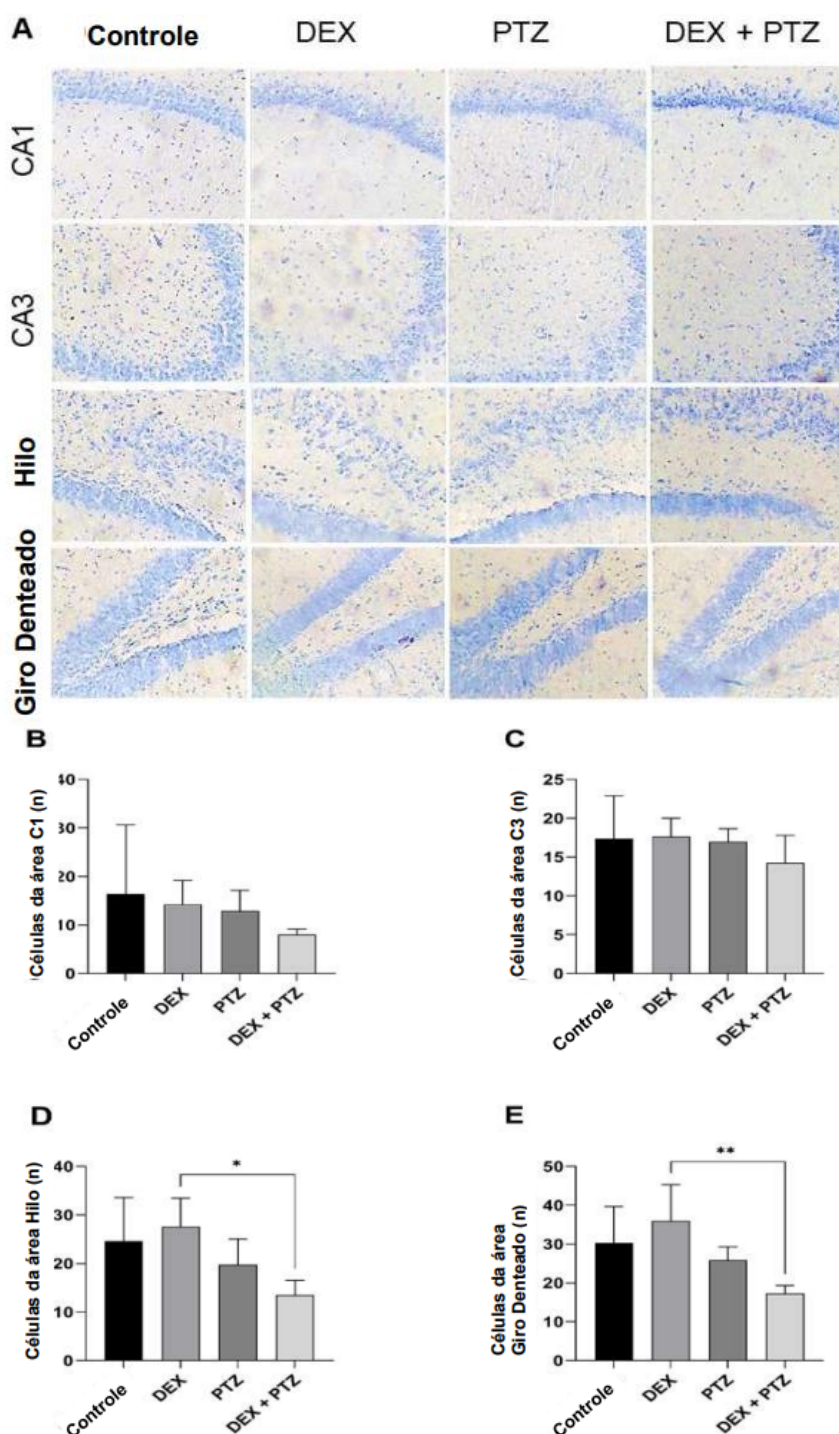 A
Controle DEX PTZ DEX + PTZ
CA1
CA3
Hilo
Giro Denteado
B
Células da área C1 (n)
40
30
20
10
0
Controle DEX PTZ DEX + PTZ
C
Células da área C3 (n)
25
20
15
10
5
0
Controle DEX PTZ DEX + PTZ
D
Células da área Hilo (n)
40
30
20
10
0
*
Controle DEX PTZ DEX + PTZ
E
Células da área
Giro Denteado (n)
50
40
30
20
10
0
**
Controle DEX PTZ DEX + PTZ